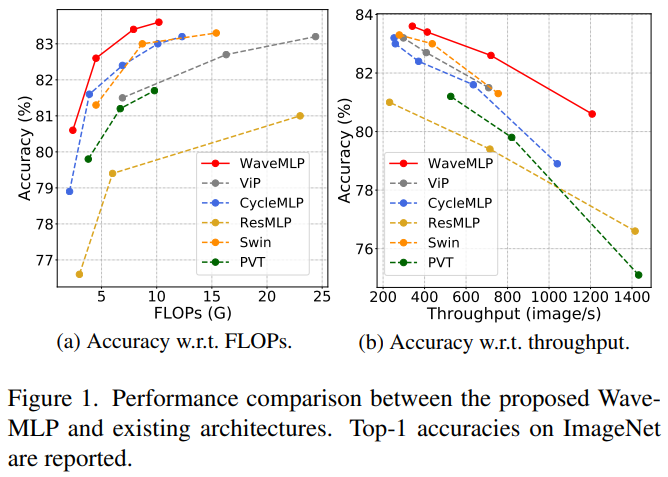 83
82
81
80
79
78
77
Accuracy (%)
5
10
15
20
25
FLOPs (G)
WaveMLP
ViP
CycleMLP
ResMLP
Swin
PVT
(a) Accuracy w.r.t. FLOPs.
84
82
80
78
76
Accuracy (%)
200
400
600
800
1000
1200
1400
Throughput (image/s)
WaveMLP
ViP
CycleMLP
ResMLP
Swin
PVT
(b) Accuracy w.r.t. throughput.
Figure 1. Performance comparison between the proposed Wave-
MLP and existing architectures. Top-1 accuracies on ImageNet
are reported.